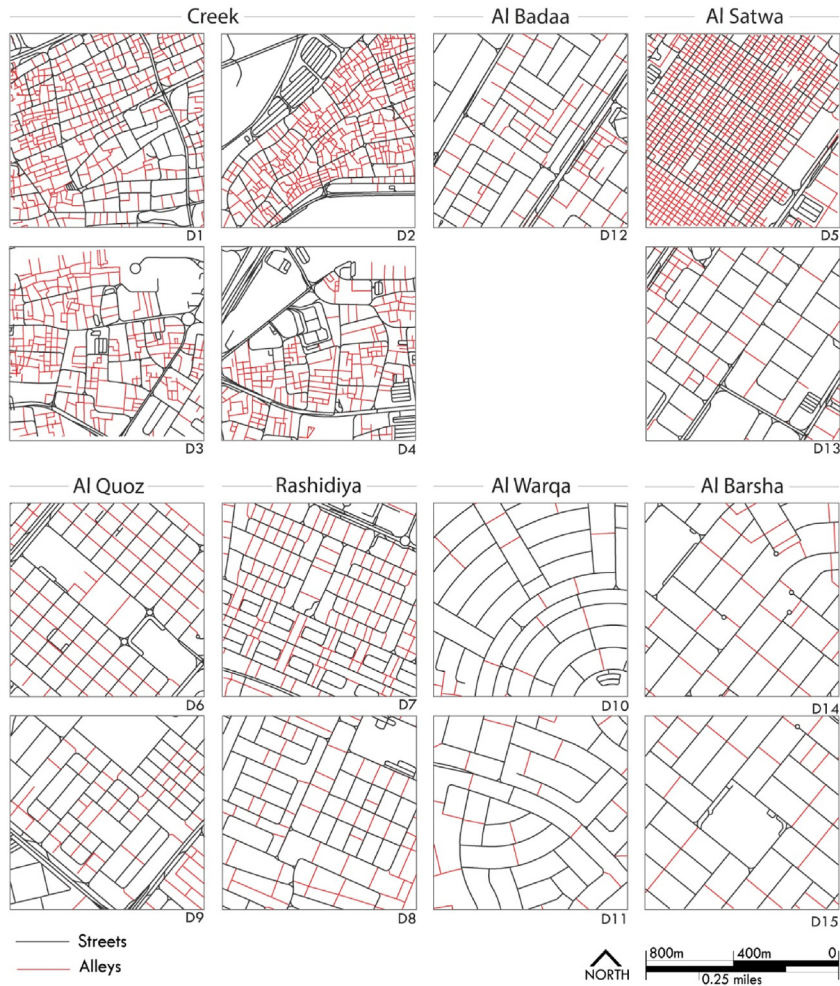 Creek Al Badaa Al Satwa
D1 D2 D12 D5
D3 D4 D13
Al Quoz Rashidiya Al Warqa Al Barsha
D6 D7 D10 D14
D9 D8 D11 D15
Streets
Alleys
NORTH
800m 400m 0
0.25 miles